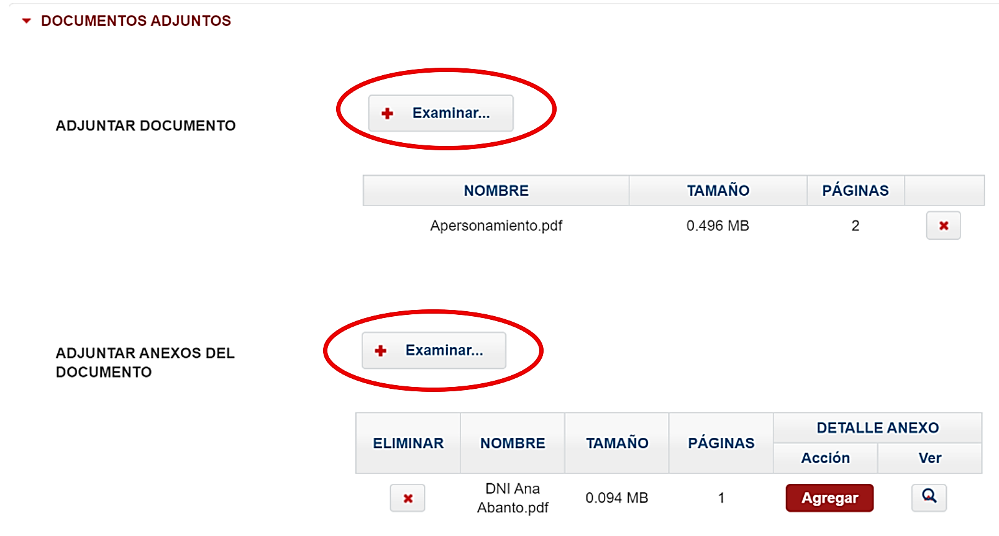 DOCUMENTOS ADJUNTOS
ADJUNTAR DOCUMENTO
Examinar...
NOMBRE TAMAÑO PÁGINAS
Apersonamiento.pdf 0.496 MB 2
ADJUNTAR ANEXOS DEL
DOCUMENTO
Examinar...
ELIMINAR NOMBRE TAMAÑO PÁGINAS DETALLE ANEXO
Acción Ver
DNI Ana
Abanto.pdf 0.094 MB 1 Agregar